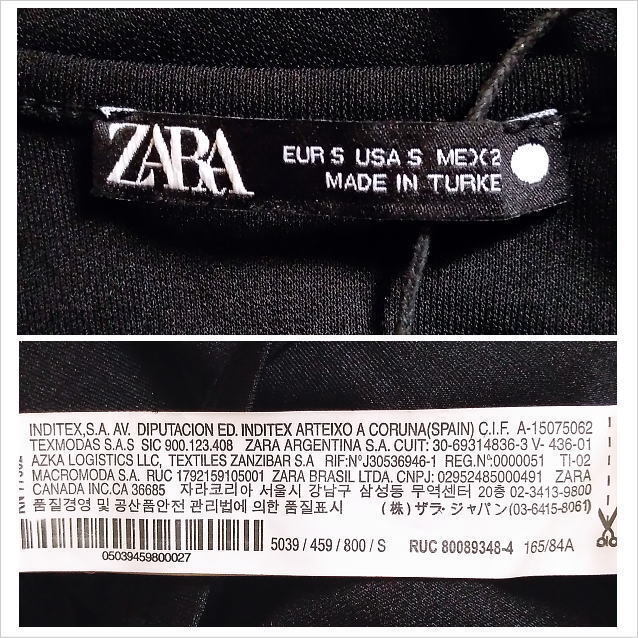 ZARA
EUR S USA S MEX 2
MADE IN TURKE
INDITEX,S.A. AV. DIPUTACION ED. INDITEX ARTEIXO A CORUNA(SPAIN) C.I.F. A-15075062
TEXMODAS S.A.S SIC 900.123.408 ZARA ARGENTINA S.A. CUIT: 30-69314836-3 V- 436-01
AZKA LOGISTICS LLC, TEXTILES ZANZIBAR S.A RIF:Nº J30536946-1 REG.Nº:0000051 TI-02
MACROMODA S.A. RUC 1792159105001 ZARA BRASIL LTDA. CNPJ: 02952485000491 ZARA
CANADA INC.CA 36685 자라코리아 서울시 강남구 삼성동 무역센터 20층 02-3413-9800
품질경영 및 공산품안전 관리법에 의한 품질표시 (株)ザラ・ジャパン(03-6415-8061)
5039 / 459 / 800 / S RUC 80089348-4 165/84A
05039459800027